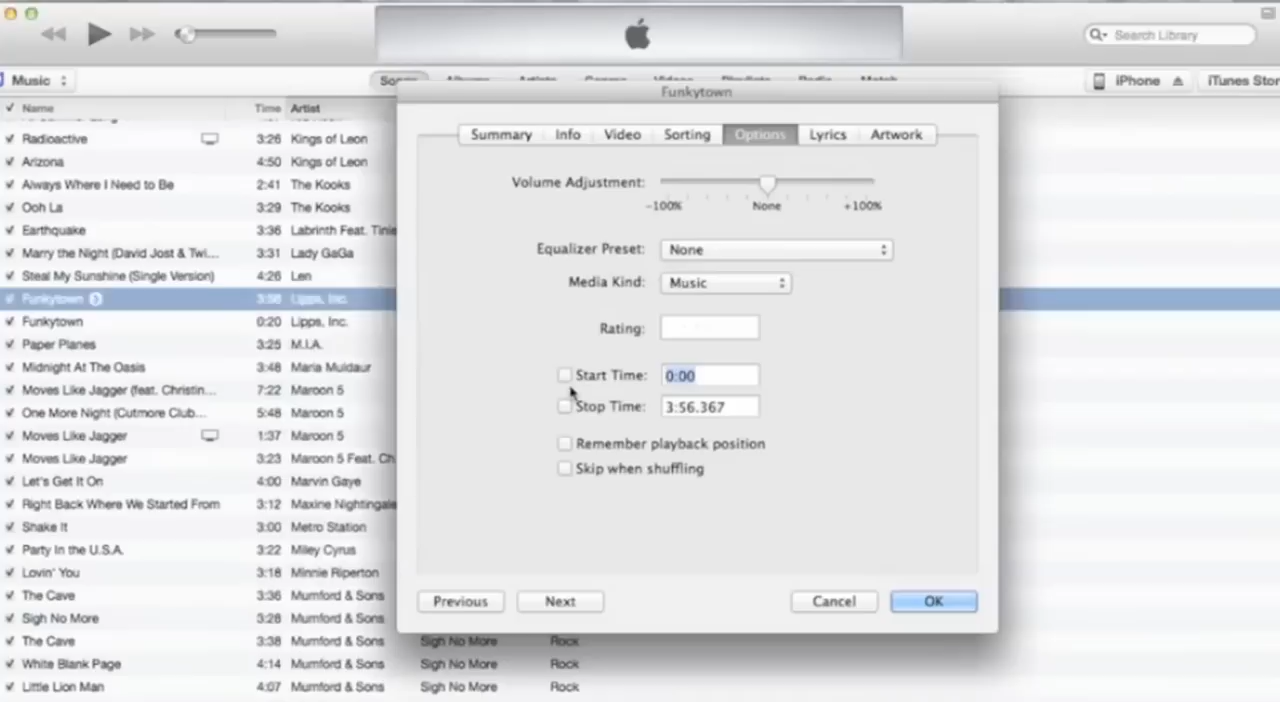 Search Library
Music
iPhone
iTunes Stor
Name Time Artist
Funkytown
Summary Info Video Sorting Options Lyrics Artwork
Volume Adjustment:
-100% None +100%
Equalizer Preset: None
Media Kind: Music
Rating:
Start Time: 0:00
Stop Time: 3:56.367
Remember playback position
Skip when shuffling
Previous Next Cancel OK
Radioactive 3:26 Kings of Leon
Arizona 4:50 Kings of Leon
Always Where I Need to Be 2:41 The Kooks
Ooh La 3:29 The Kooks
Earthquake 3:36 Labrinth Feat. Tinie
Marry the Night (David Jost & Twi... 3:31 Lady GaGa
Steal My Sunshine (Single Version) 4:26 Len
Funkytown 3:56 Lipps, Inc.
Funkytown 0:20 Lipps, Inc.
Paper Planes 3:25 M.I.A.
Midnight At The Oasis 3:48 Maria Muldaur
Moves Like Jagger (feat. Christin... 7:22 Maroon 5
One More Night (Cutmore Club... 5:48 Maroon 5
Moves Like Jagger 1:37 Maroon 5
Moves Like Jagger 3:23 Maroon 5 Feat. Ch
Let's Get It On 4:00 Marvin Gaye
Right Back Where We Started From 3:12 Maxine Nightingale
Shake It 3:00 Metro Station
Party In the U.S.A. 3:22 Miley Cyrus
Lovin' You 3:18 Minnie Riperton
The Cave 3:36 Mumford & Sons
Sigh No More 3:28 Mumford & Sons
The Cave 3:38 Mumford & Sons Sigh No More Rock
White Blank Page 4:14 Mumford & Sons Sigh No More Rock
Little Lion Man 4:07 Mumford & Sons Sigh No More Rock